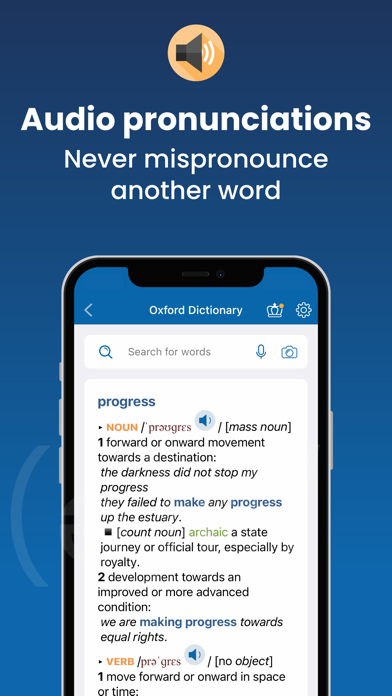 Audio pronunciations
Never mispronounce
another word
Oxford Dictionary
Search for words
progress
▸ NOUN /ˈprəʊɡrɛs / [mass noun]
1 forward or onward movement
towards a destination:
the darkness did not stop my
progress
they failed to make any progress
up the estuary.
■ [count noun] archaic a state
journey or official tour, especially by
royalty.
2 development towards an
improved or more advanced
condition:
we are making progress towards
equal rights.
▸ VERB /prəˈɡrɛs / [no object]
1 move forward or onward in space
or time: